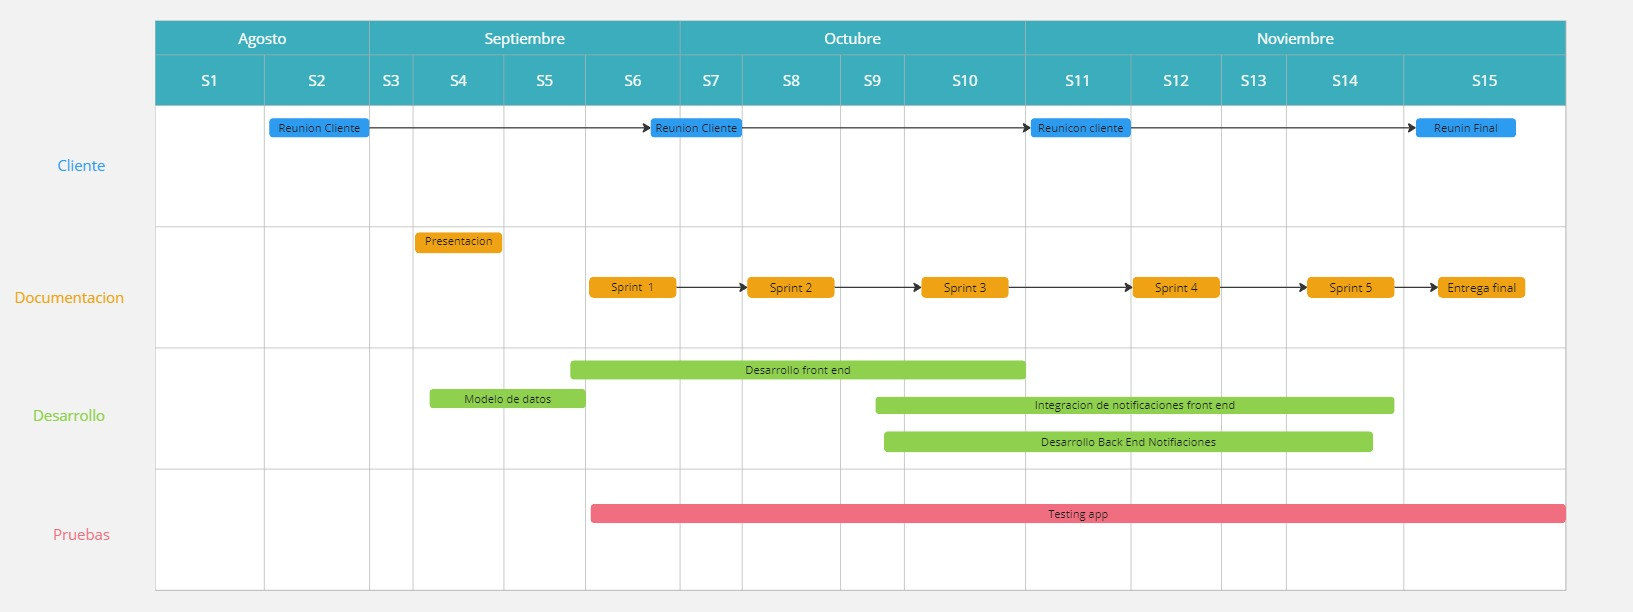 Agosto Septiembre Octubre Noviembre
S1 S2 S3 S4 S5 S6 S7 S8 S9 S10 S11 S12 S13 S14 S15
Cliente
Reunion Cliente Reunion Cliente Reunicon cliente Reunin Final
Documentacion
Presentacion
Sprint 1 Sprint 2 Sprint 3 Sprint 4 Sprint 5 Entrega final
Desarrollo
Desarrollo front end
Modelo de datos
Integracion de notificaciones front end
Desarrollo Back End Notifiaciones
Pruebas
Testing app